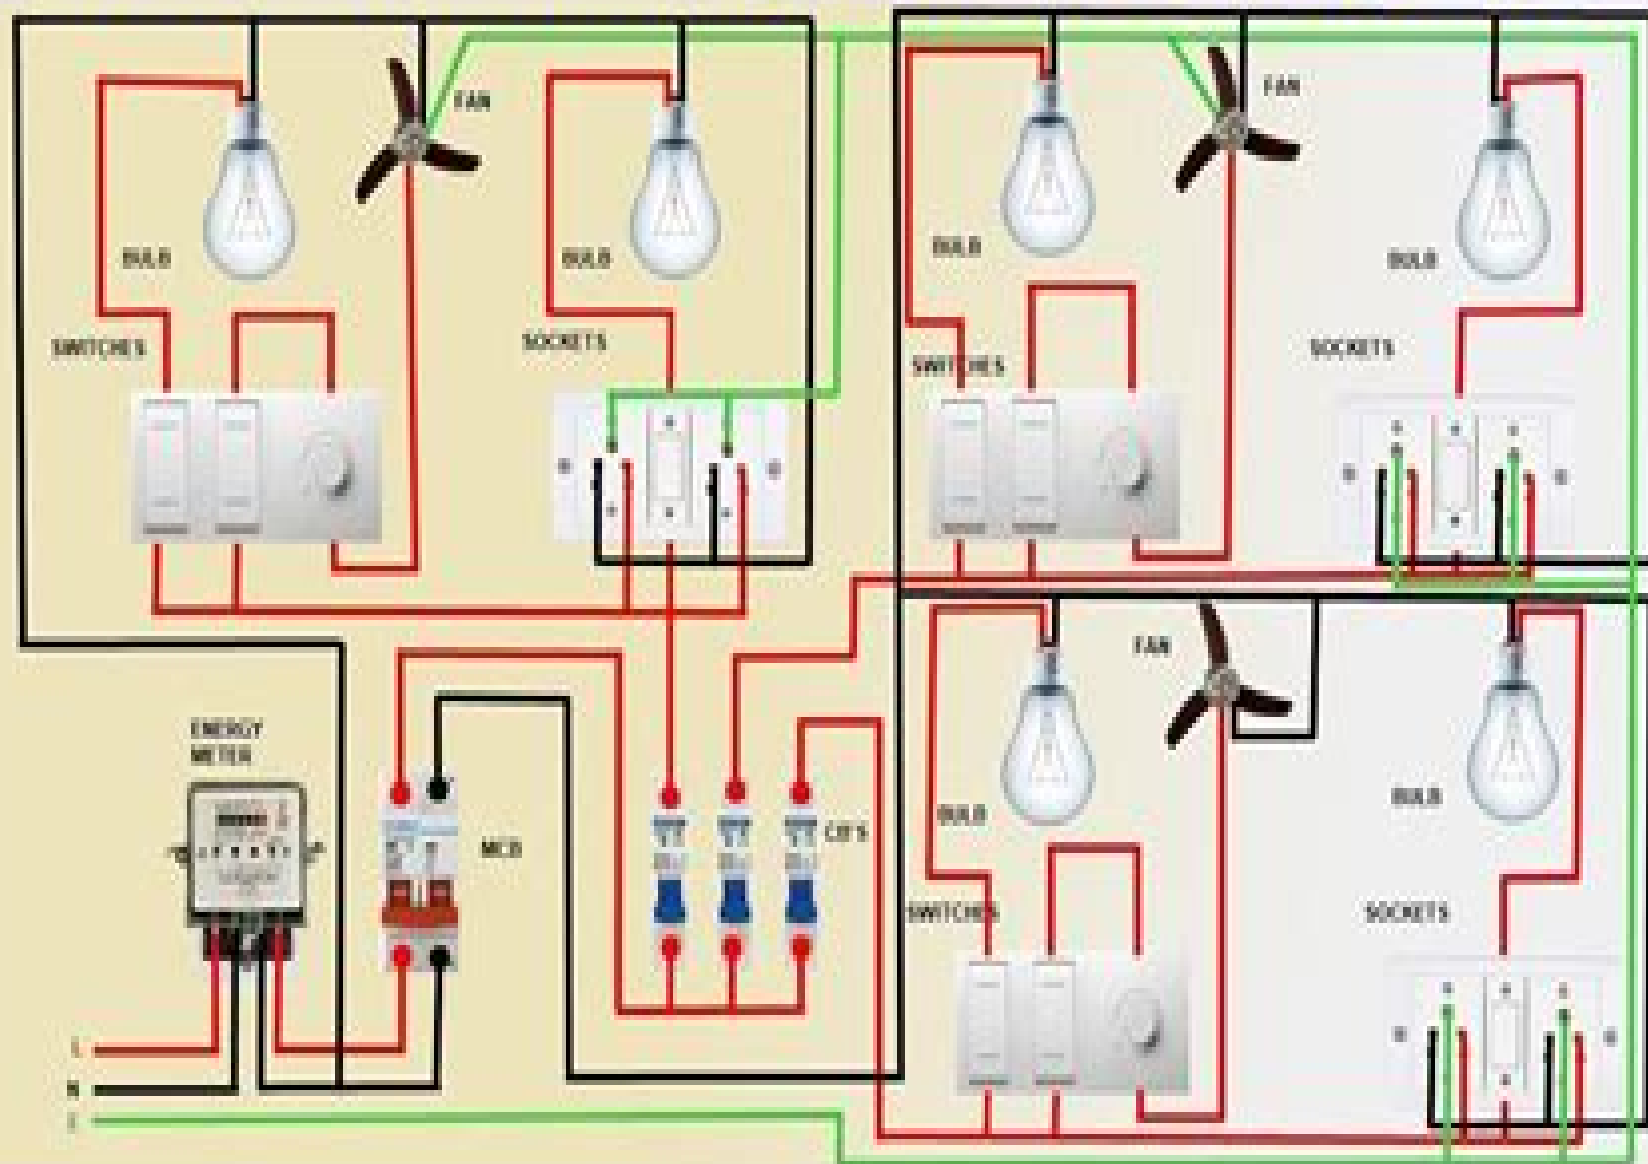 FAN
FAN
BULB
BULB
BULB
BULB
SWITCHES
SOCKETS
SWITCHES
SOCKETS
FAN
ENERGY
METER
BULB
BULB
MCB
CB'S
SWITCHES
SOCKETS
L
N